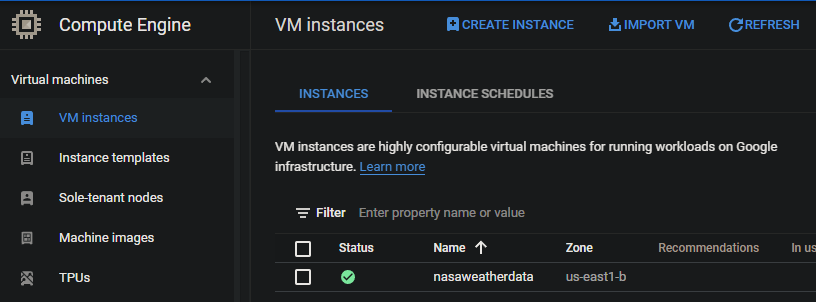 Compute Engine
VM instances
CREATE INSTANCE
IMPORT VM
REFRESH
Virtual machines
VM instances
Instance templates
Sole-tenant nodes
Machine images
TPUs
INSTANCES
INSTANCE SCHEDULES
VM instances are highly configurable virtual machines for running workloads on Google
infrastructure. Learn more
Filter Enter property name or value
Status Name Zone Recommendations In us
nasaweatherdata us-east1-b